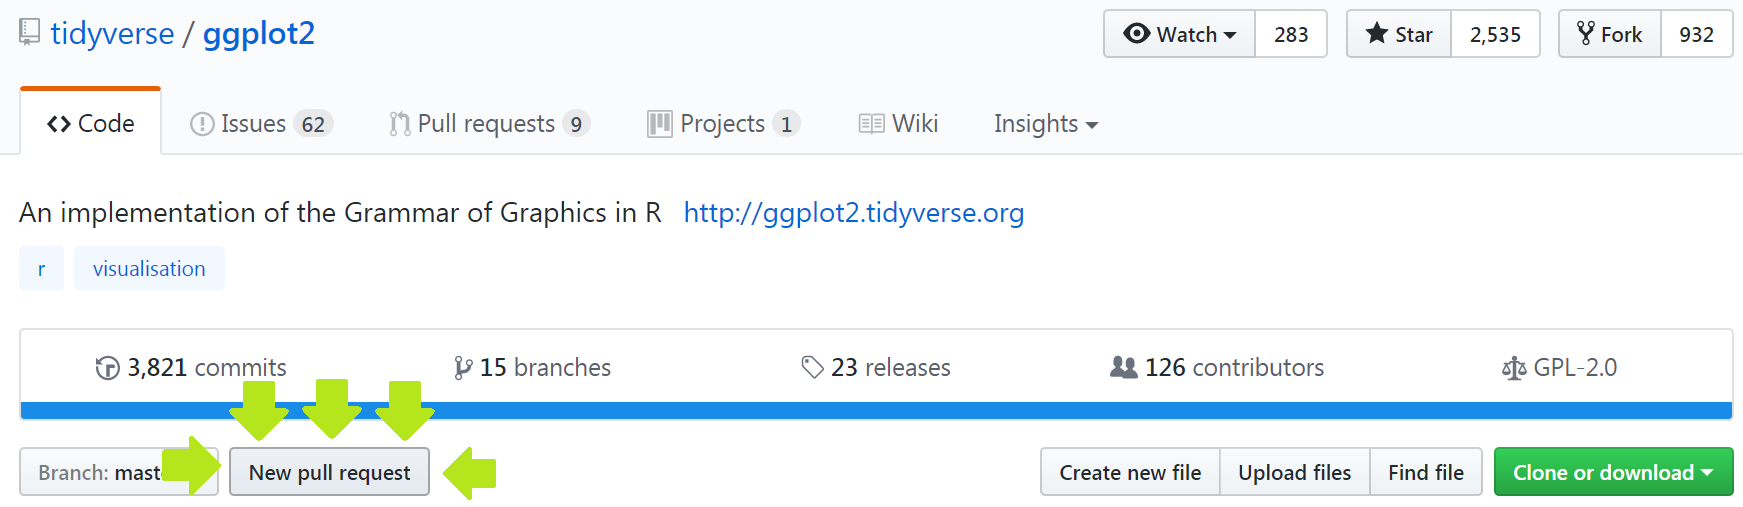 tidyverse / ggplot2 Watch 283 Star 2,535 Fork 932
Code Issues 62 Pull requests 9 Projects 1 Wiki Insights
An implementation of the Grammar of Graphics in R http://ggplot2.tidyverse.org
r visualisation
3,821 commits 15 branches 23 releases 126 contributors GPL-2.0
Branch: mast New pull request Create new file Upload files Find file Clone or download